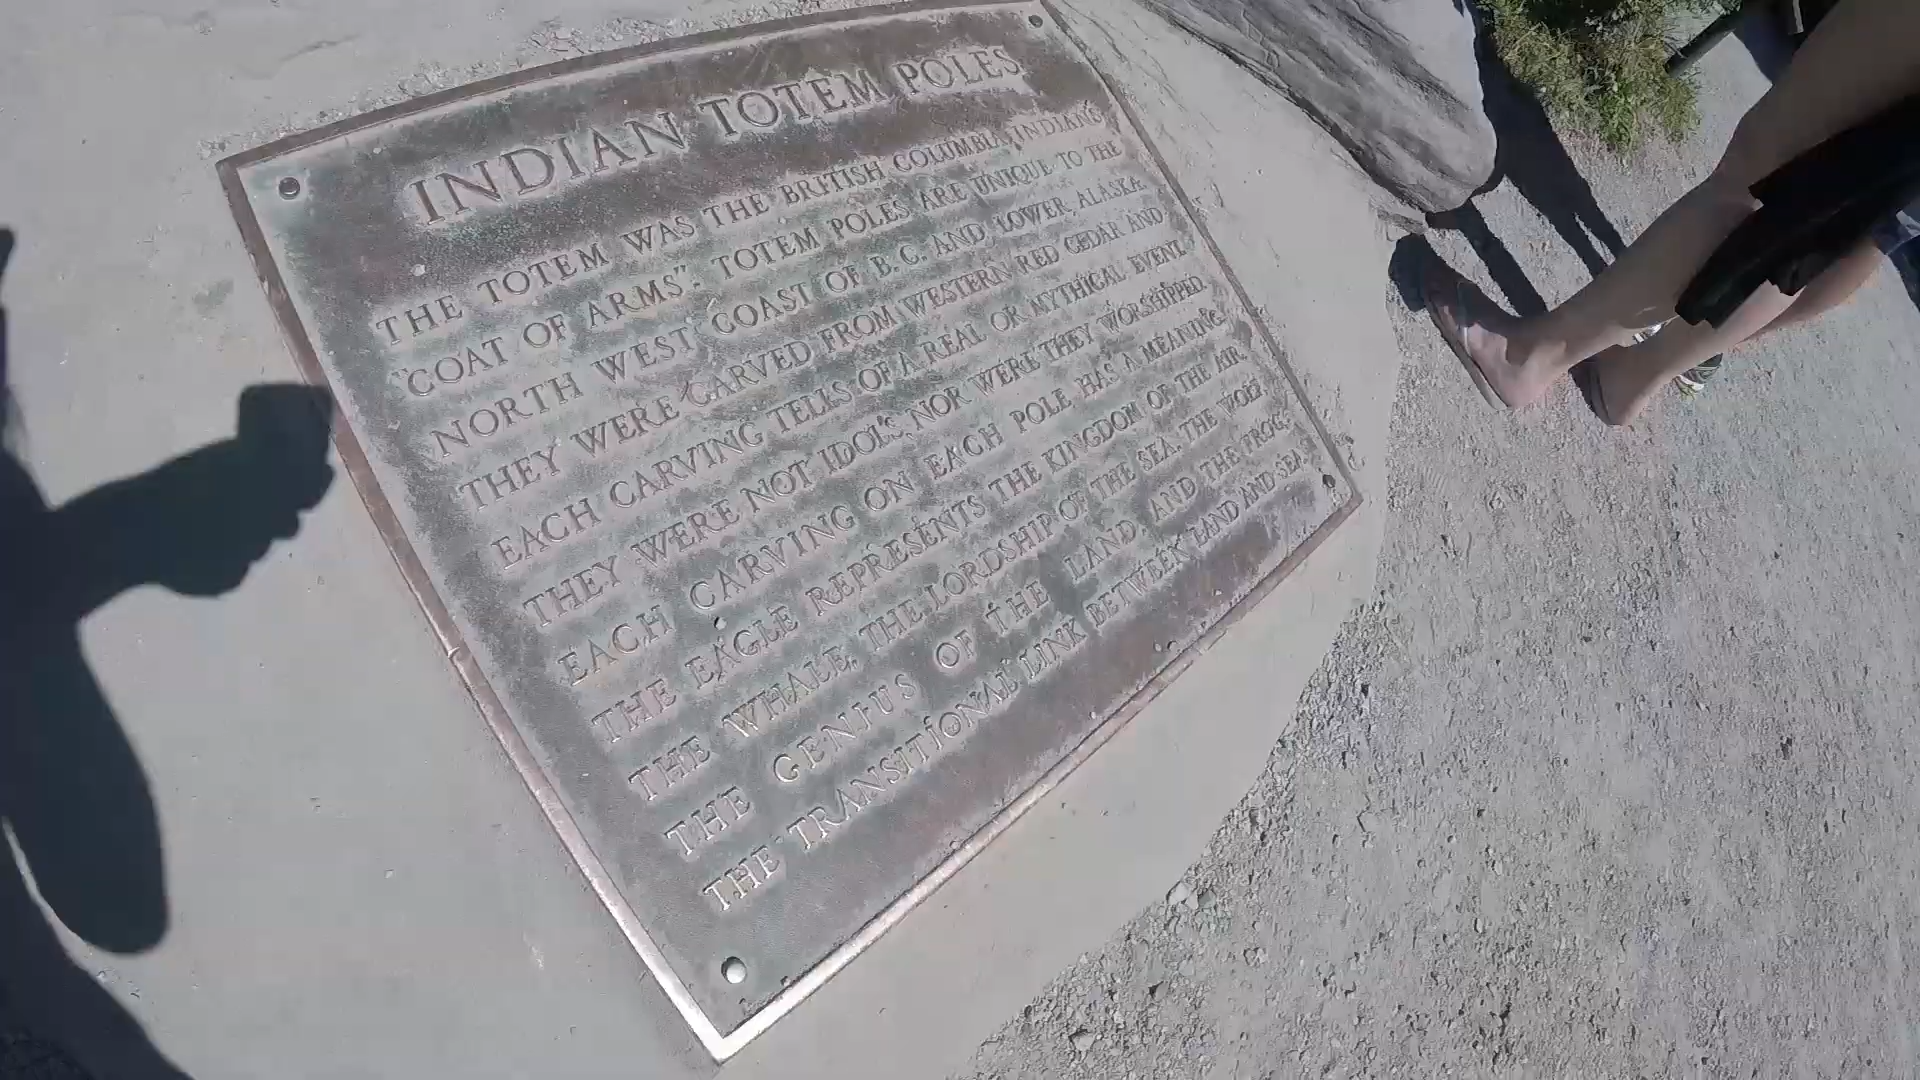 INDIAN TOTEM POLES
THE TOTEM WAS THE BRITISH COLUMBIA INDIANS
"COAT OF ARMS". TOTEM POLES ARE UNIQUE TO THE
NORTH WEST COAST OF B.C. AND LOWER ALASKA.
THEY WERE CARVED FROM WESTERN RED CEDAR AND
EACH CARVING TELLS OF A REAL OR MYTHICAL EVENT.
THEY WERE NOT IDOLS, NOR WERE THEY WORSHIPPED.
EACH CARVING ON EACH POLE HAS A MEANING.
THE EAGLE REPRESENTS THE KINGDOM OF THE AIR.
THE WHALE, THE LORDSHIP OF THE SEA. THE WOLF,
THE GENIUS OF THE LAND, AND THE FROG,
THE TRANSITIONAL LINK BETWEEN LAND AND SEA.